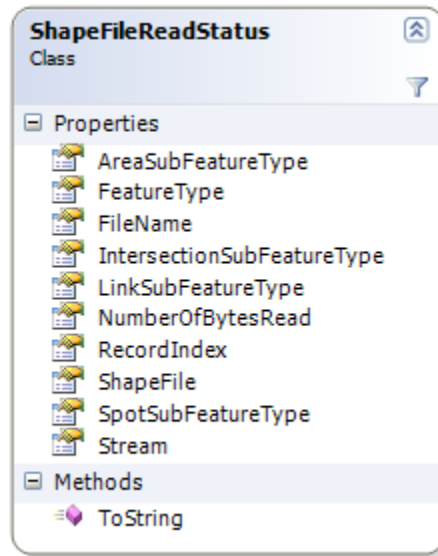 ShapeFileReadStatus
Class
Properties
AreaSubFeatureType
FeatureType
FileName
IntersectionSubFeatureType
LinkSubFeatureType
NumberOfBytesRead
RecordIndex
ShapeFile
SpotSubFeatureType
Stream
Methods
ToString